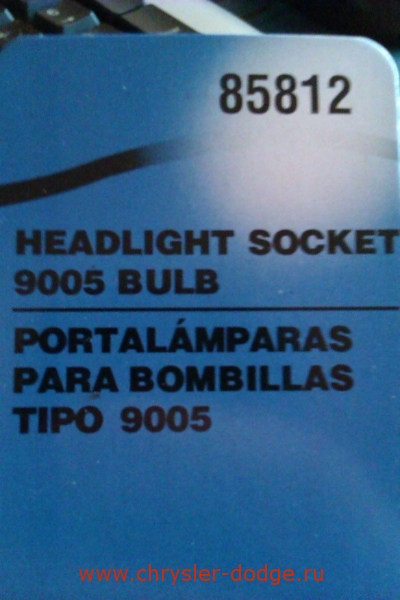 85812
HEADLIGHT SOCKET
9005 BULB
PORTALÁMPARAS
PARA BOMBILLAS
TIPO 9005
www.chrysler-dodge.ru